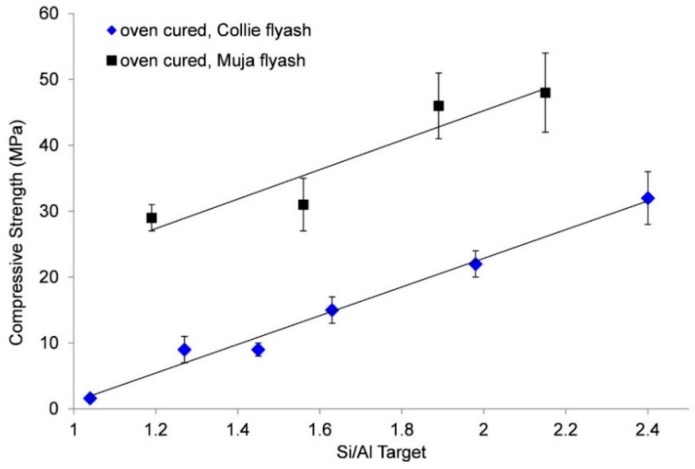 60
oven cured, Collie flyash
oven cured, Muja flyash
50
40
30
20
10
0
Compressive Strength (MPa)
1 1.2 1.4 1.6 1.8 2 2.2 2.4
Si/Al Target